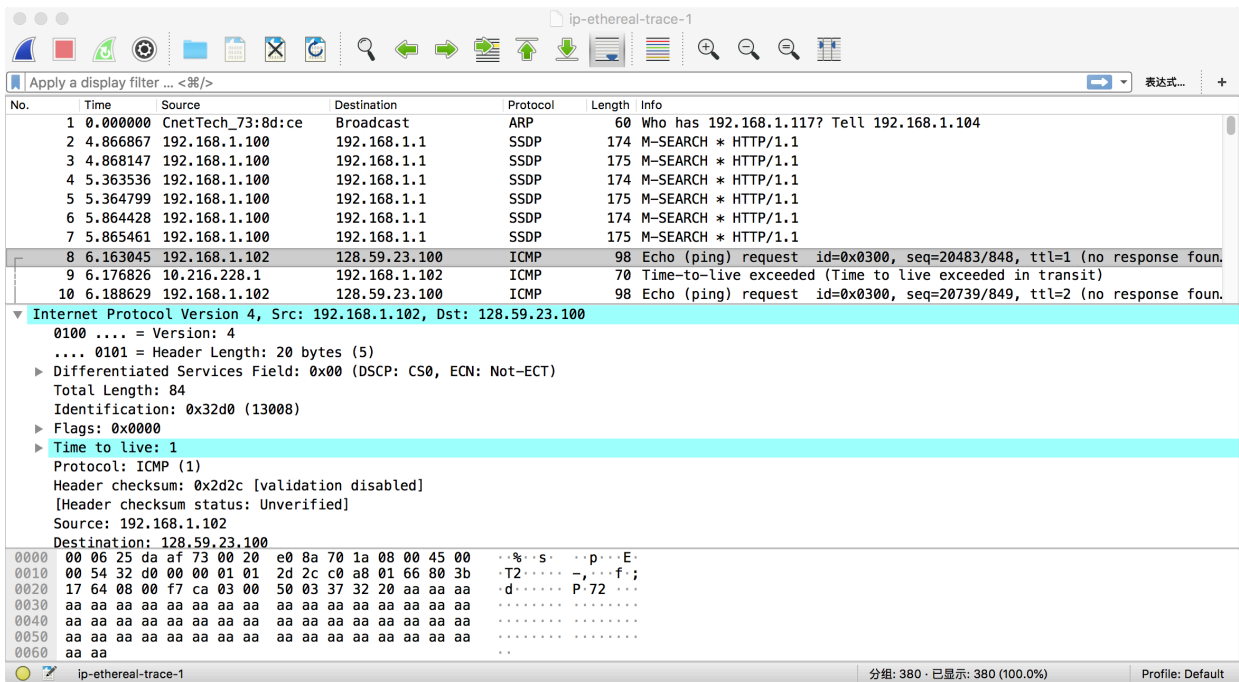 ip-ethereal-trace-1
Apply a display filter ... <⌘/>
表达式...
+
No. Time Source Destination Protocol Length Info
1 0.000000 CnetTech_73:8d:ce Broadcast ARP 60 Who has 192.168.1.117? Tell 192.168.1.104
2 4.866867 192.168.1.100 192.168.1.1 SSDP 174 M-SEARCH * HTTP/1.1
3 4.868147 192.168.1.100 192.168.1.1 SSDP 175 M-SEARCH * HTTP/1.1
4 5.363536 192.168.1.100 192.168.1.1 SSDP 174 M-SEARCH * HTTP/1.1
5 5.364799 192.168.1.100 192.168.1.1 SSDP 175 M-SEARCH * HTTP/1.1
6 5.864428 192.168.1.100 192.168.1.1 SSDP 174 M-SEARCH * HTTP/1.1
7 5.865461 192.168.1.100 192.168.1.1 SSDP 175 M-SEARCH * HTTP/1.1
8 6.163045 192.168.1.102 128.59.23.100 ICMP 98 Echo (ping) request id=0x0300, seq=20483/848, ttl=1 (no response foun…
9 6.176826 10.216.228.1 192.168.1.102 ICMP 70 Time-to-live exceeded (Time to live exceeded in transit)
10 6.188629 192.168.1.102 128.59.23.100 ICMP 98 Echo (ping) request id=0x0300, seq=20739/849, ttl=2 (no response foun…
Internet Protocol Version 4, Src: 192.168.1.102, Dst: 128.59.23.100
0100 .... = Version: 4
.... 0101 = Header Length: 20 bytes (5)
Differentiated Services Field: 0x00 (DSCP: CS0, ECN: Not-ECT)
Total Length: 84
Identification: 0x32d0 (13008)
Flags: 0x0000
Time to live: 1
Protocol: ICMP (1)
Header checksum: 0x2d2c [validation disabled]
[Header checksum status: Unverified]
Source: 192.168.1.102
Destination: 128.59.23.100
0000 00 06 25 da af 73 00 20 e0 8a 70 1a 08 00 45 00 ··%··s· ··p···E·
0010 00 54 32 d0 00 00 01 01 2d 2c c0 a8 01 66 80 3b ·T2····· -,···f·;
0020 17 64 08 00 f7 ca 03 00 50 03 37 32 20 aa aa aa ·d······ P·72 ···
0030 aa aa aa aa aa aa aa aa aa aa aa aa aa aa aa aa ········ ········
0040 aa aa aa aa aa aa aa aa aa aa aa aa aa aa aa aa ········ ········
0050 aa aa aa aa aa aa aa aa aa aa aa aa aa aa aa aa ········ ········
0060 aa aa ··
ip-ethereal-trace-1 分组: 380 · 已显示: 380 (100.0%) Profile: Default